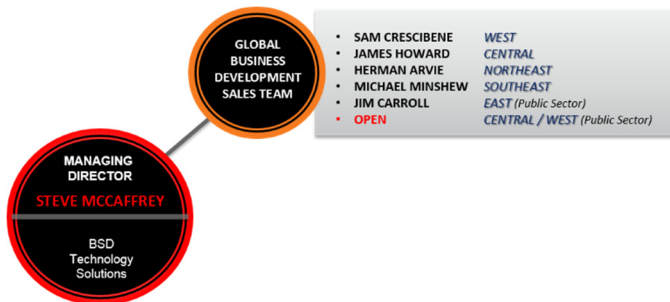 GLOBAL
BUSINESS
DEVELOPMENT
SALES TEAM
• SAM CRESCIBENE WEST
• JAMES HOWARD CENTRAL
• HERMAN ARVIE NORTHEAST
• MICHAEL MINSHEW SOUTHEAST
• JIM CARROLL EAST (Public Sector)
• OPEN CENTRAL / WEST (Public Sector)
MANAGING
DIRECTOR
STEVE MCCAFFREY
BSD
Technology
Solutions